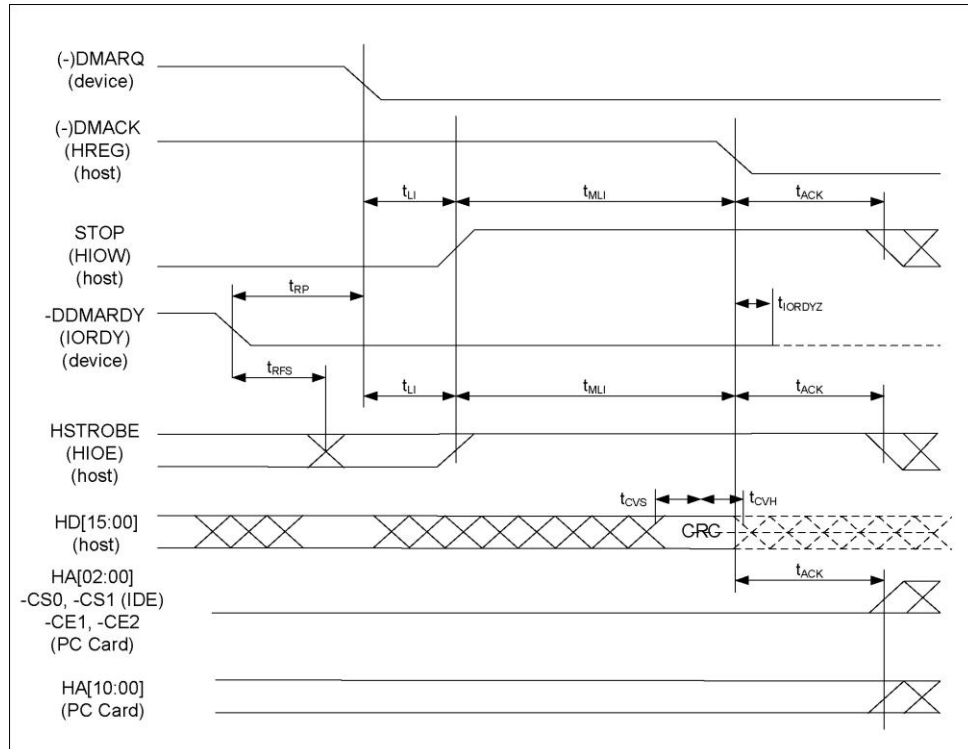 (-)DMARQ
(device)
(-)DMACK
(HREG)
(host)
tLI
tMLI
tACK
STOP
(HIOW)
(host)
tRP
tIORDYZ
-DDMARDY
(IORDY)
(device)
tRFS
tLI
tMLI
tACK
HSTROBE
(HIOE)
(host)
tCVS
tCVH
HD[15:00]
(host)
CRC
HA[02:00]
-CS0, -CS1 (IDE)
-CE1, -CE2
(PC Card)
tACK
HA[10:00]
(PC Card)